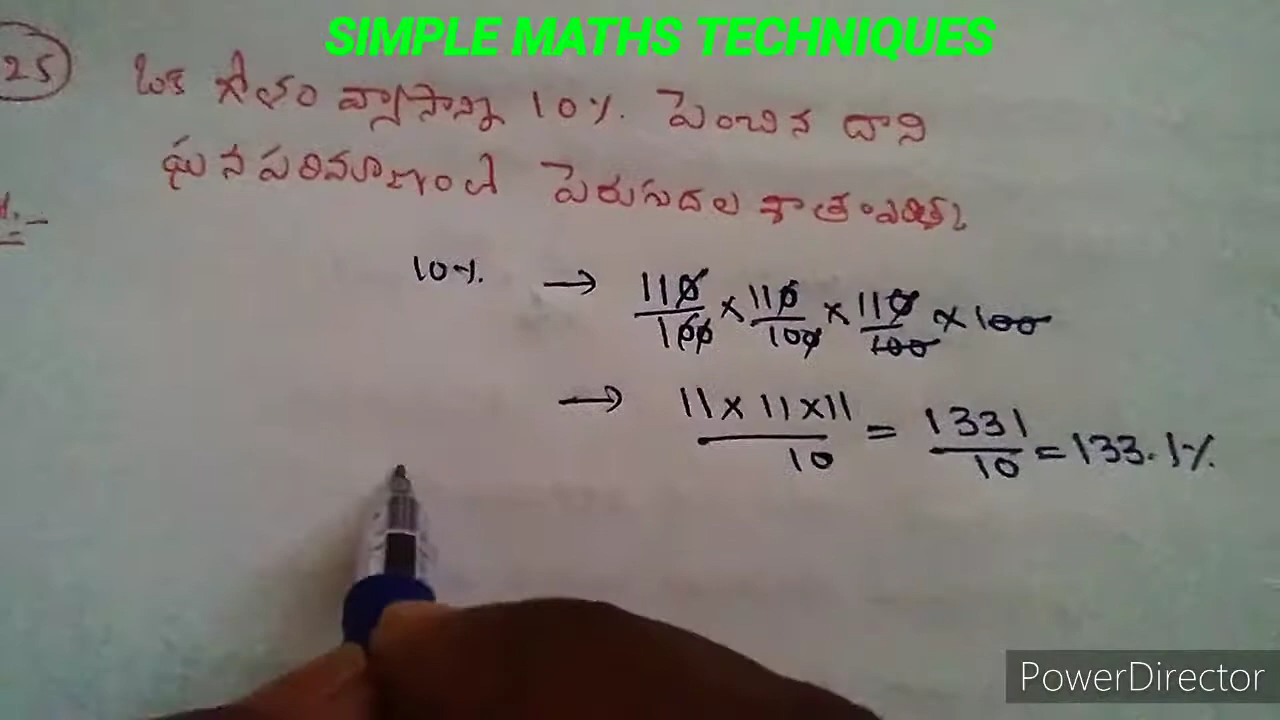 SIMPLE MATHS TECHNIQUES
25
ఒక గోళం వ్యాసాన్ని 10% పెంచిన దాని
ఘనపరిమాణంలో పెరుగుదల శాతం ఎంత
10% → 110/100 × 110/100 × 110/100 × 100
→ 11 × 11 × 11 / 10 = 1331/10 = 133.1%
PowerDirector